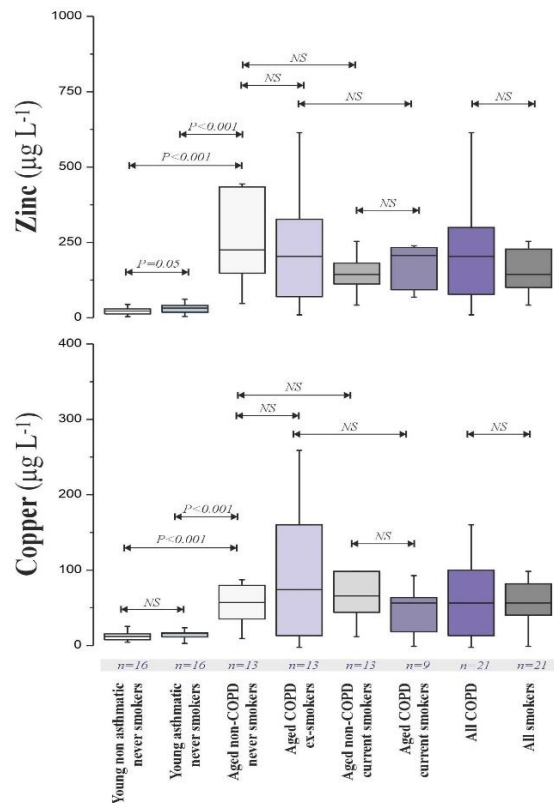 1000
NS
NS
750
NS
NS
P<0.001
P<0.001
500
NS
250
P=0.05
0
Zinc (µg L-1)
400
NS
NS
300
NS
NS
200
P<0.001
P<0.001
NS
100
NS
0
Copper (µg L-1)
n=16 n=16 n=13 n=13 n=13 n=9 n=21 n=21
Young non asthmatic
never smokers
Young asthmatic
never smokers
Aged non-COPD
never smokers
Aged COPD
ex-smokers
Aged non-COPD
current smokers
Aged COPD
current smokers
All COPD
All smokers